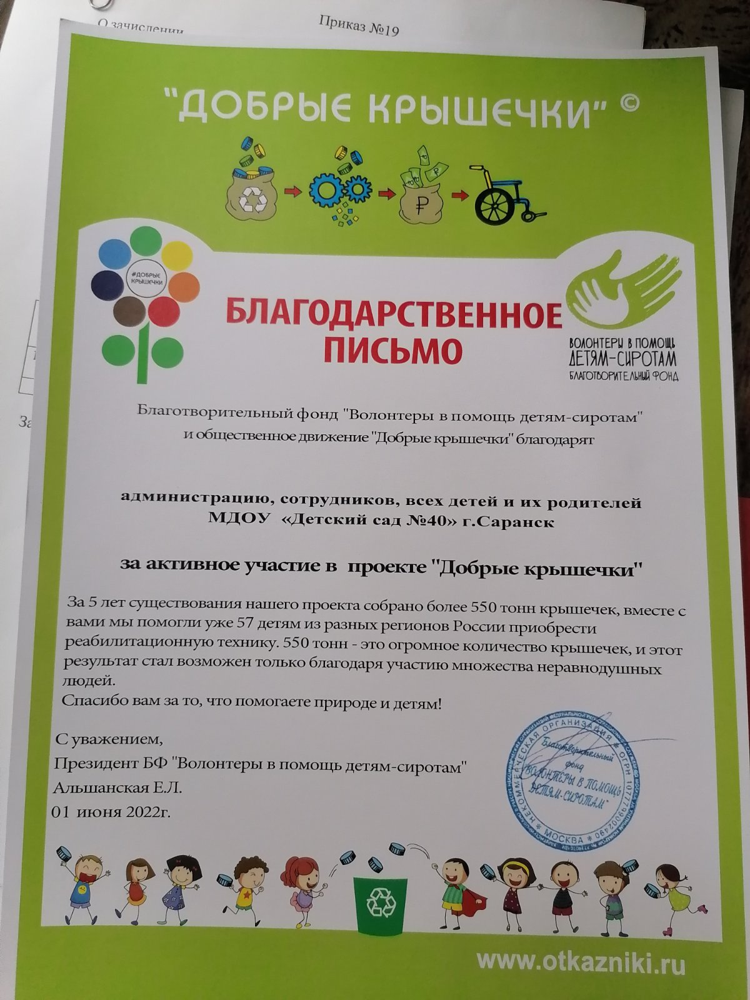 О зачислении
Приказ №19
"ДОБРЫЕ КРЫШЕЧКИ" ©
₽
#ДОБРЫЕ
КРЫШЕЧКИ
БЛАГОДАРСТВЕННОЕ
ПИСЬМО
ВОЛОНТЕРЫ В ПОМОЩЬ
ДЕТЯМ-СИРОТАМ
БЛАГОТВОРИТЕЛЬНЫЙ ФОНД
Благотворительный фонд "Волонтеры в помощь детям-сиротам"
и общественное движение "Добрые крышечки" благодарят
администрацию, сотрудников, всех детей и их родителей
МДОУ «Детский сад №40» г.Саранск
за активное участие в проекте "Добрые крышечки"
За 5 лет существования нашего проекта собрано более 550 тонн крышечек, вместе с
вами мы помогли уже 57 детям из разных регионов России приобрести
реабилитационную технику. 550 тонн - это огромное количество крышечек, и этот
результат стал возможен только благодаря участию множества неравнодушных
людей.
Спасибо вам за то, что помогаете природе и детям!
С уважением,
Президент БФ "Волонтеры в помощь детям-сиротам"
Альшанская Е.Л.
01 июня 2022г.
НЕКОММЕРЧЕСКАЯ ОРГАНИЗАЦИЯ * ОГРН 1077799002490 * МОСКВА *
Благотворительный
фонд
"ВОЛОНТЕРЫ В ПОМОЩЬ
ДЕТЯМ-СИРОТАМ"
www.otkazniki.ru